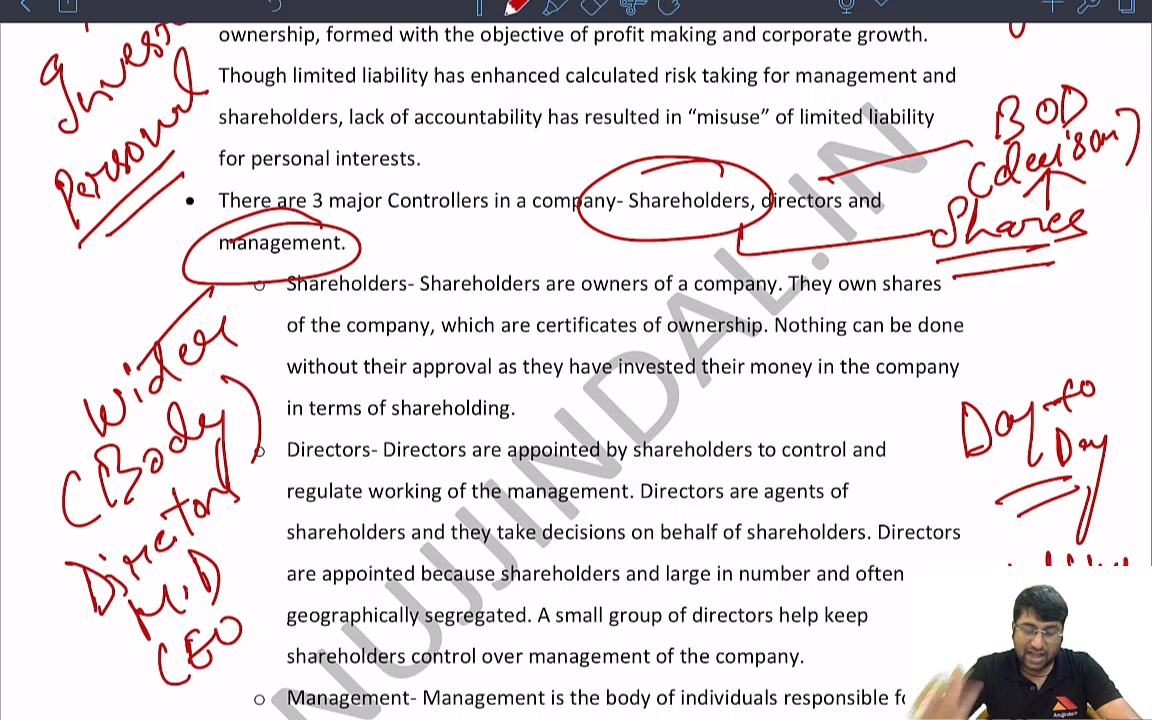 ownership, formed with the objective of profit making and corporate growth.
Though limited liability has enhanced calculated risk taking for management and
shareholders, lack of accountability has resulted in “misuse” of limited liability
for personal interests.
• There are 3 major Controllers in a company- Shareholders, directors and
management.
o Shareholders- Shareholders are owners of a company. They own shares
of the company, which are certificates of ownership. Nothing can be done
without their approval as they have invested their money in the company
in terms of shareholding.
o Directors- Directors are appointed by shareholders to control and
regulate working of the management. Directors are agents of
shareholders and they take decisions on behalf of shareholders. Directors
are appointed because shareholders and large in number and often
geographically segregated. A small group of directors help keep
shareholders control over management of the company.
o Management- Management is the body of individuals responsible
Personal
Wider
(Body)
Director
M.D
CEO
BOD
(decison)
Shares
Day to
Day
NUJJINDAL.IN